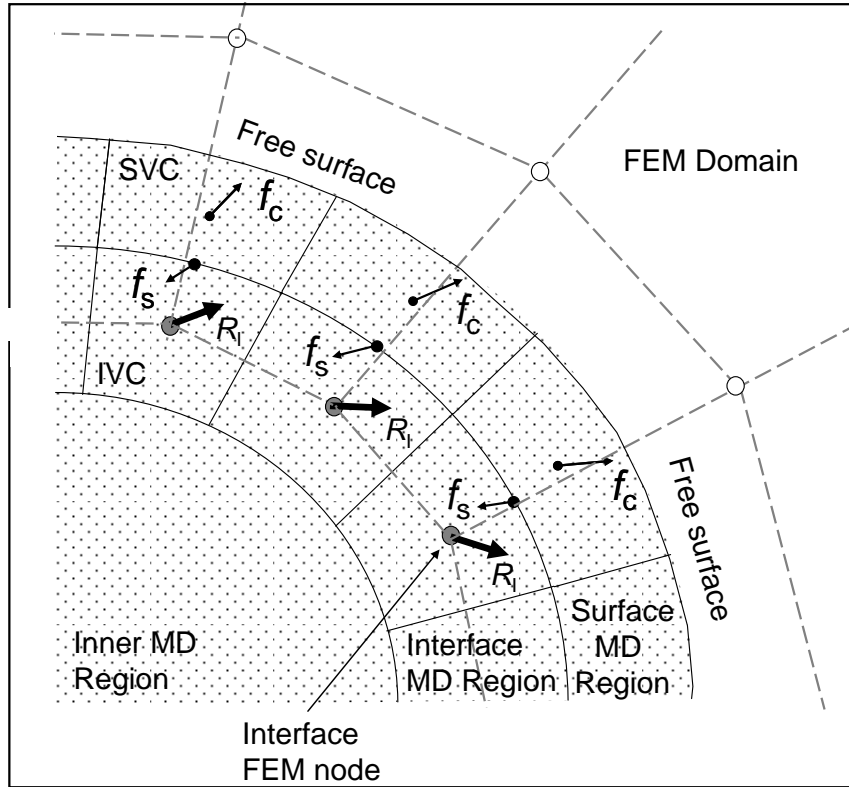 Free surface
FEM Domain
SVC
f_c
f_s
R_I
IVC
f_c
f_s
R_I
f_c
f_s
R_I
Free surface
Inner MD
Region
Interface
MD Region
Surface
MD
Region
Interface
FEM node